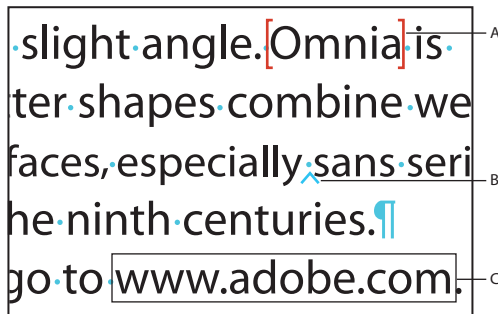 slight angle. [Omnia] is A
tter shapes combine we
faces, especially sans seri B
he ninth centuries.¶
go to www.adobe.com. C